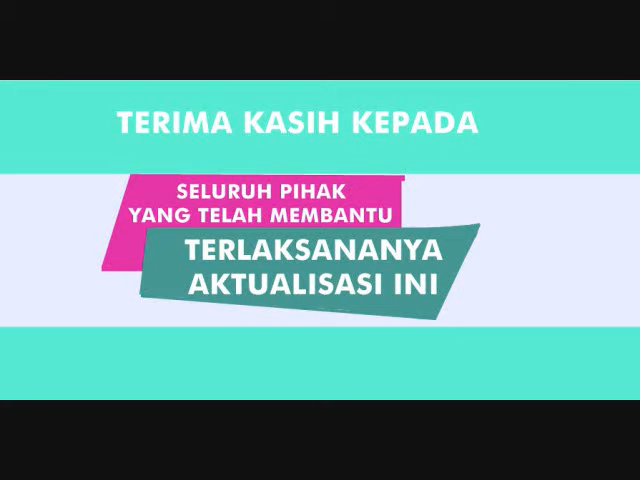 TERIMA KASIH KEPADA
SELURUH PIHAK
YANG TELAH MEMBANTU
TERLAKSANANYA
AKTUALISASI INI